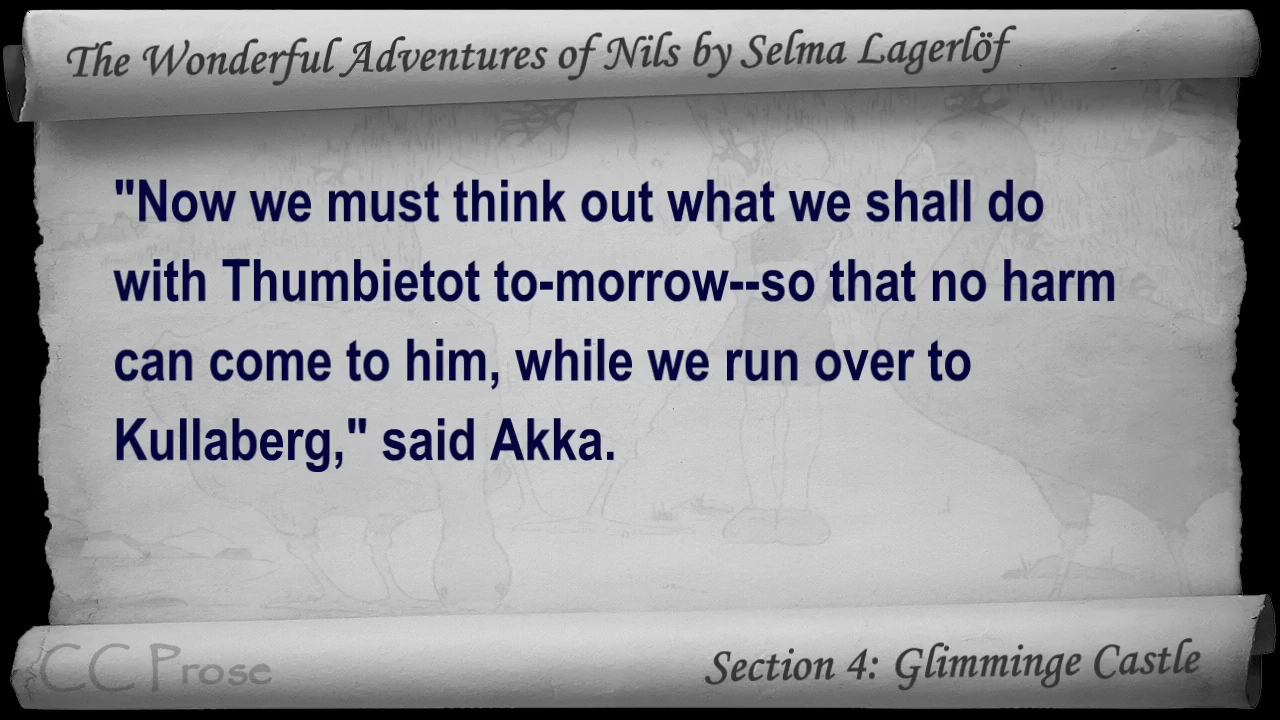 The Wonderful Adventures of Nils by Selma Lagerlöf
"Now we must think out what we shall do
with Thumbietot to-morrow--so that no harm
can come to him, while we run over to
Kullaberg," said Akka.
CC Prose
Section 4: Glimminge Castle